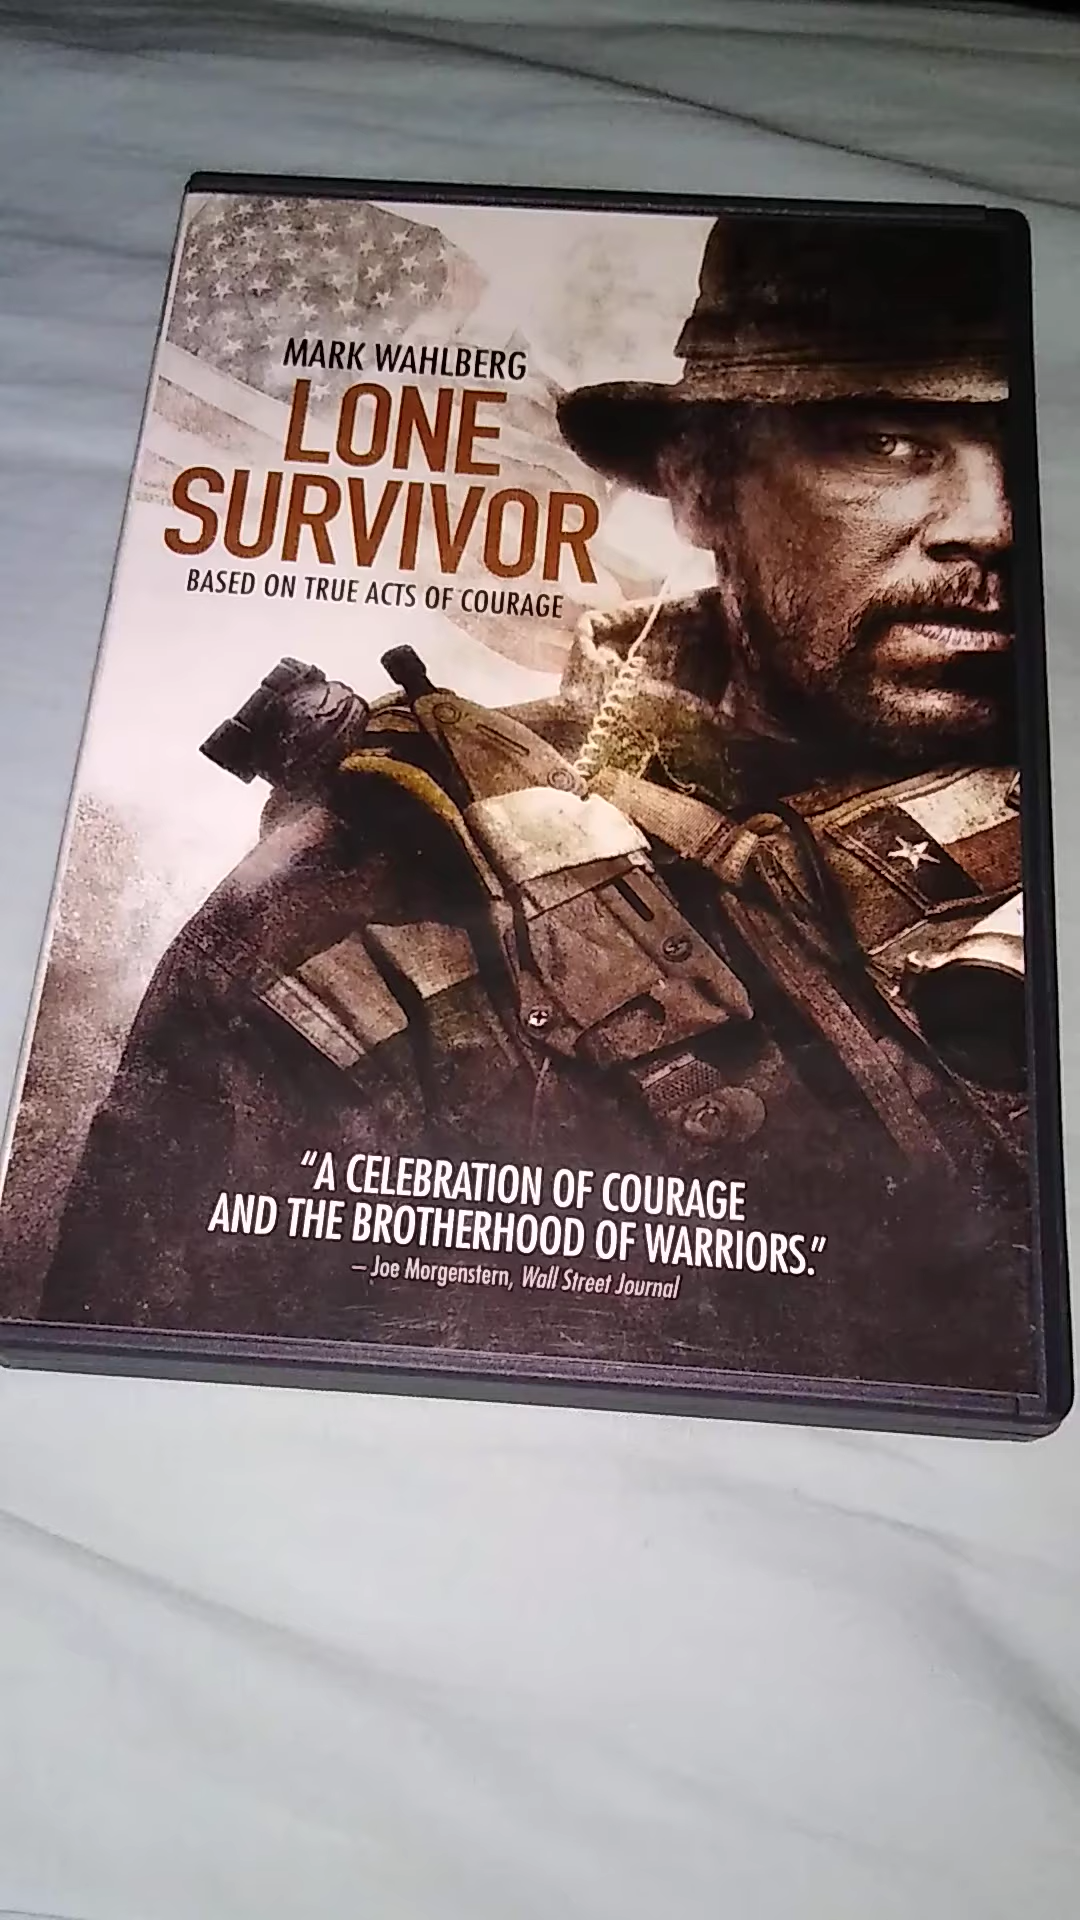 MARK WAHLBERG
LONE
SURVIVOR
BASED ON TRUE ACTS OF COURAGE
“A CELEBRATION OF COURAGE
AND THE BROTHERHOOD OF WARRIORS.”
– Joe Morgenstern, Wall Street Journal